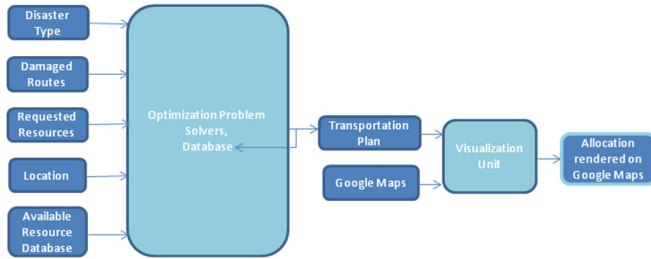 Disaster
Type
Damaged
Routes
Requested
Resources
Location
Available
Resource
Database
Optimization Problem
Solvers,
Database
Transportation
Plan
Google Maps
Visualization
Unit
Allocation
rendered on
Google Maps